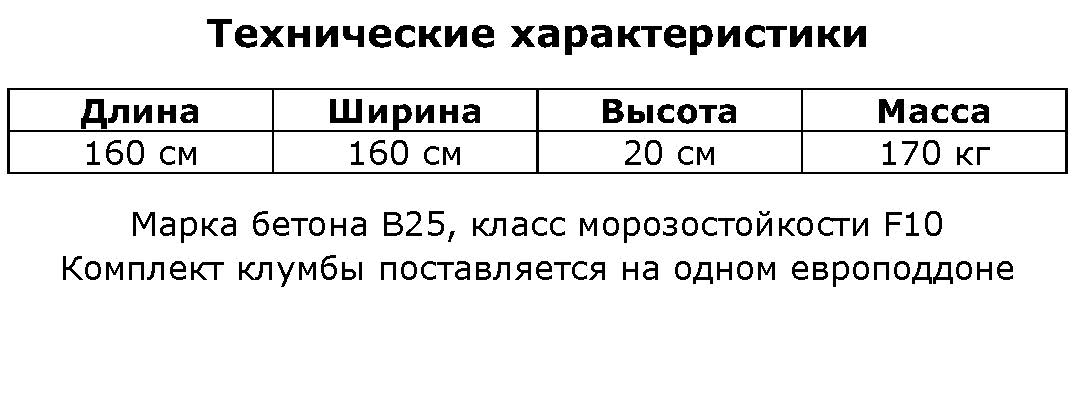 Технические характеристики
Длина Ширина Высота Масса
160 см 160 см 20 см 170 кг
Марка бетона В25, класс морозостойкости F10
Комплект клумбы поставляется на одном европоддоне